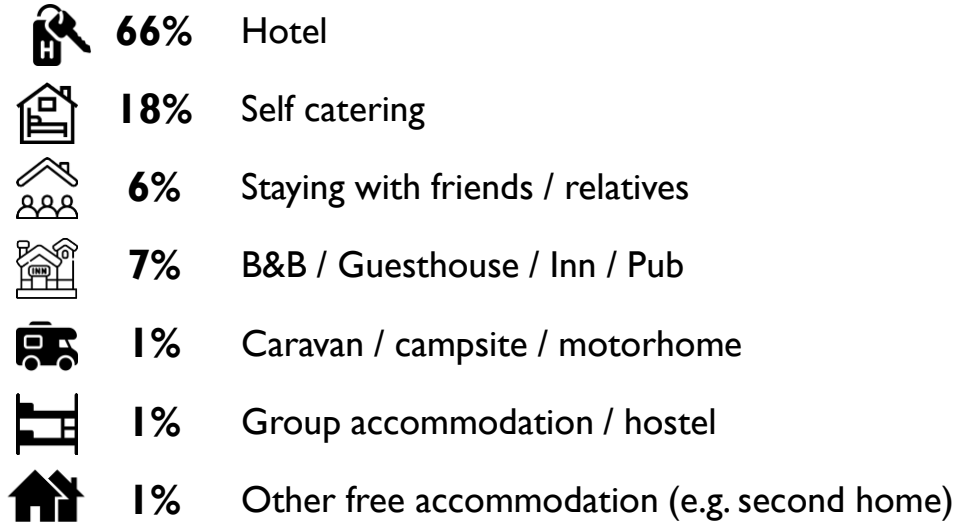 H 66% Hotel
18% Self catering
6% Staying with friends / relatives
INN 7% B&B / Guesthouse / Inn / Pub
1% Caravan / campsite / motorhome
1% Group accommodation / hostel
1% Other free accommodation (e.g. second home)